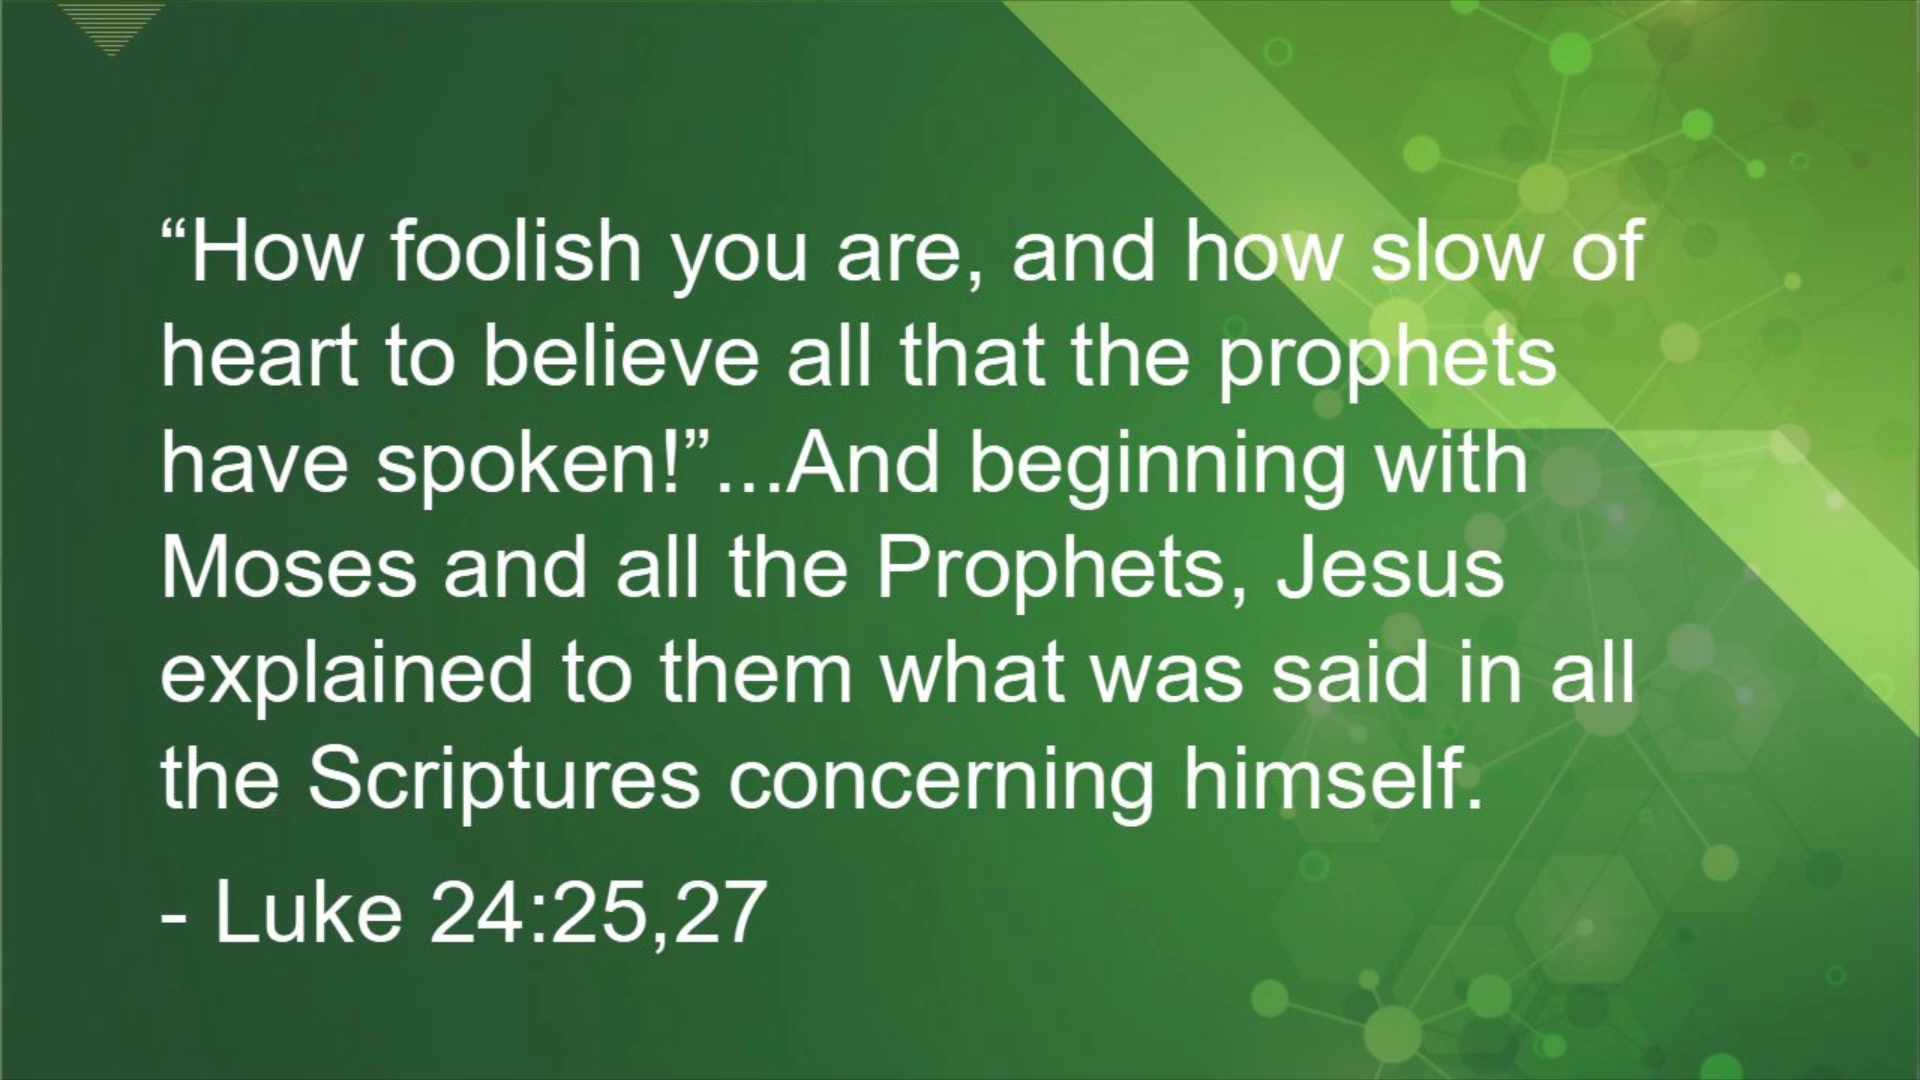 “How foolish you are, and how slow of
heart to believe all that the prophets
have spoken!”...And beginning with
Moses and all the Prophets, Jesus
explained to them what was said in all
the Scriptures concerning himself.
- Luke 24:25,27